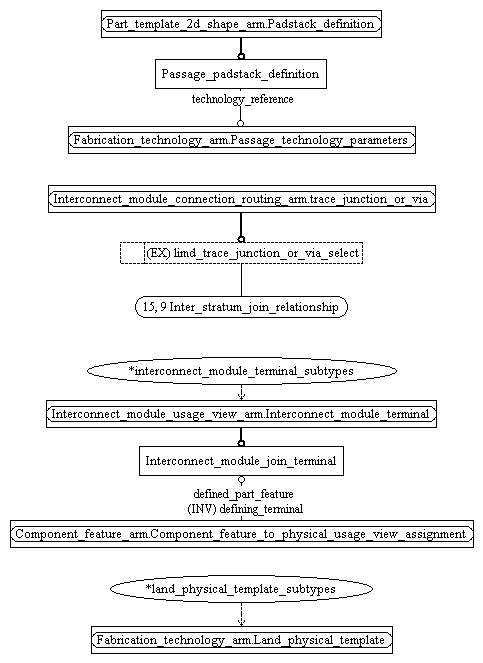 Part_template_2d_shape_arm.Padstack_definition
Passage_padstack_definition
technology_reference
Fabrication_technology_arm.Passage_technology_parameters
Interconnect_module_connection_routing_arm.trace_junction_or_via
(EX) limd_trace_junction_or_via_select
15, 9 Inter_stratum_join_relationship
*interconnect_module_terminal_subtypes
Interconnect_module_usage_view_arm.Interconnect_module_terminal
Interconnect_module_join_terminal
defined_part_feature
(INV) defining_terminal
Component_feature_arm.Component_feature_to_physical_usage_view_assignment
*land_physical_template_subtypes
Fabrication_technology_arm.Land_physical_template